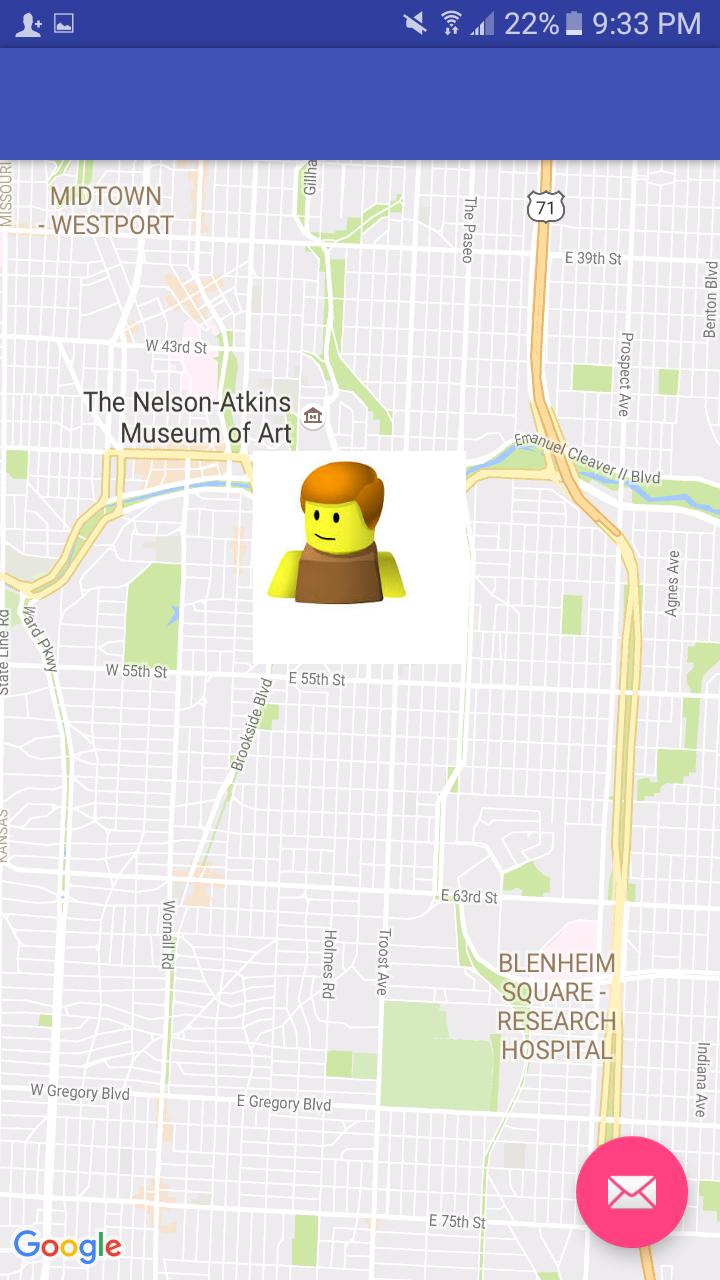 22% 9:33 PM
MISSOURI
MIDTOWN
- WESTPORT
Gillha
The Paseo
71
E 39th St
Benton Blvd
W 43rd St
Prospect Ave
The Nelson-Atkins
Museum of Art
Emanuel Cleaver II Blvd
Agnes Ave
State Line Rd
Ward Pkwy
W 55th St
E 55th St
Brookside Blvd
KANSAS
E 63rd St
Wornall Rd
Holmes Rd
Troost Ave
BLENHEIM
SQUARE -
RESEARCH
HOSPITAL
Indiana Ave
W Gregory Blvd
E Gregory Blvd
E 75th St
Google